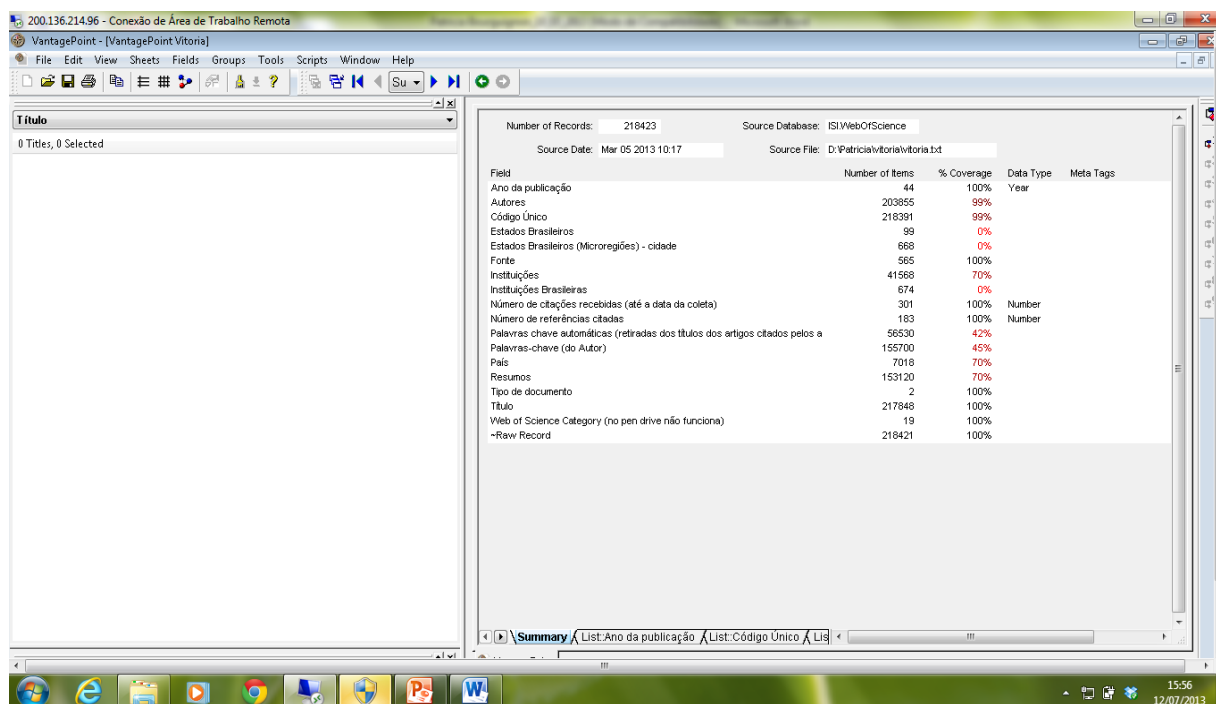 200.136.214.96 - Conexão de Área de Trabalho Remota
VantagePoint - [VantagePoint Vitoria]
File Edit View Sheets Fields Groups Tools Scripts Window Help
Su
Título
0 Titles, 0 Selected
Number of Records: 218423 Source Database: ISI.WebOfScience
Source Date: Mar 05 2013 10:17 Source File: D:\Patricia\vitoria\vitoria.txt
Field Number of Items % Coverage Data Type Meta Tags
Ano da publicação 44 100% Year
Autores 203855 99%
Código Único 218391 99%
Estados Brasileiros 99 0%
Estados Brasileiros (Microregiões) - cidade 668 0%
Fonte 565 100%
Instituições 41568 70%
Instituições Brasileiras 674 0%
Número de citações recebidas (até a data da coleta) 301 100% Number
Número de referências citadas 183 100% Number
Palavras chave automáticas (retiradas dos títulos dos artigos citados pelos a 56530 42%
Palavras-chave (do Autor) 155700 45%
País 7018 70%
Resumos 153120 70%
Tipo de documento 2 100%
Título 217848 100%
Web of Science Category (no pen drive não funciona) 19 100%
~Raw Record 218421 100%
Summary List::Ano da publicação List::Código Único Lis
15:56
12/07/2013